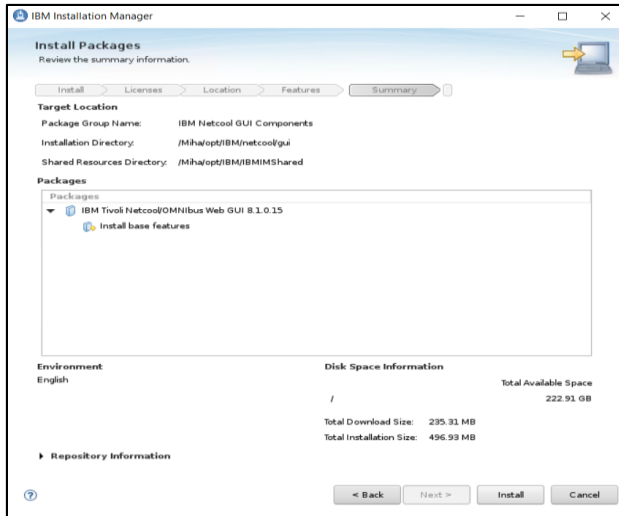 IBM Installation Manager
Install Packages
Review the summary information.
Install Licenses Location Features Summary
Target Location
Package Group Name: IBM Netcool GUI Components
Installation Directory: /Miha/opt/IBM/netcool/gui
Shared Resources Directory: /Miha/opt/IBM/IBMIMShared
Packages
Packages
IBM Tivoli Netcool/OMNIbus Web GUI 8.1.0.15
Install base features
Environment Disk Space Information
English
Total Available Space
/ 222.91 GB
Total Download Size: 235.31 MB
Total Installation Size: 496.93 MB
Repository Information
? < Back Next > Install Cancel